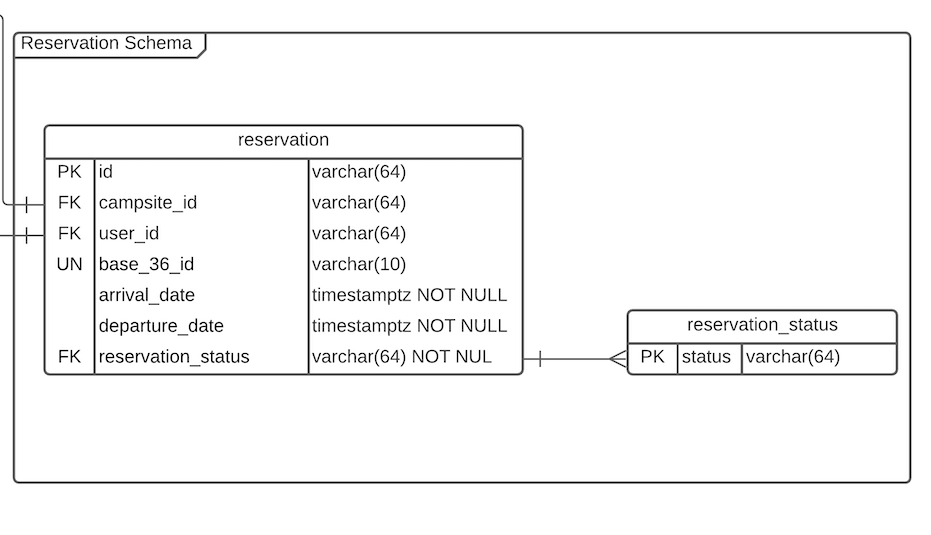 Reservation Schema
reservation
PK id varchar(64)
FK campsite_id varchar(64)
FK user_id varchar(64)
UN base_36_id varchar(10)
arrival_date timestamptz NOT NULL
departure_date timestamptz NOT NULL
FK reservation_status varchar(64) NOT NUL
reservation_status
PK status varchar(64)